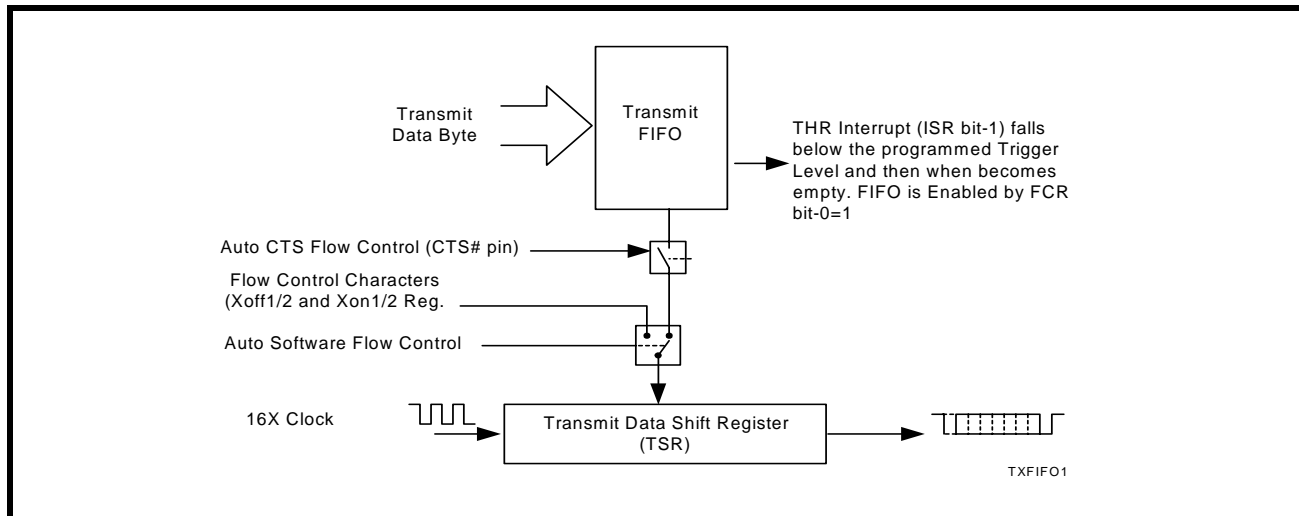 Transmit
Data Byte
Transmit
FIFO
THR Interrupt (ISR bit-1) falls
below the programmed Trigger
Level and then when becomes
empty. FIFO is Enabled by FCR
bit-0=1
Auto CTS Flow Control (CTS# pin)
Flow Control Characters
(Xoff1/2 and Xon1/2 Reg.
Auto Software Flow Control
16X Clock
Transmit Data Shift Register
(TSR)
TXFIFO1